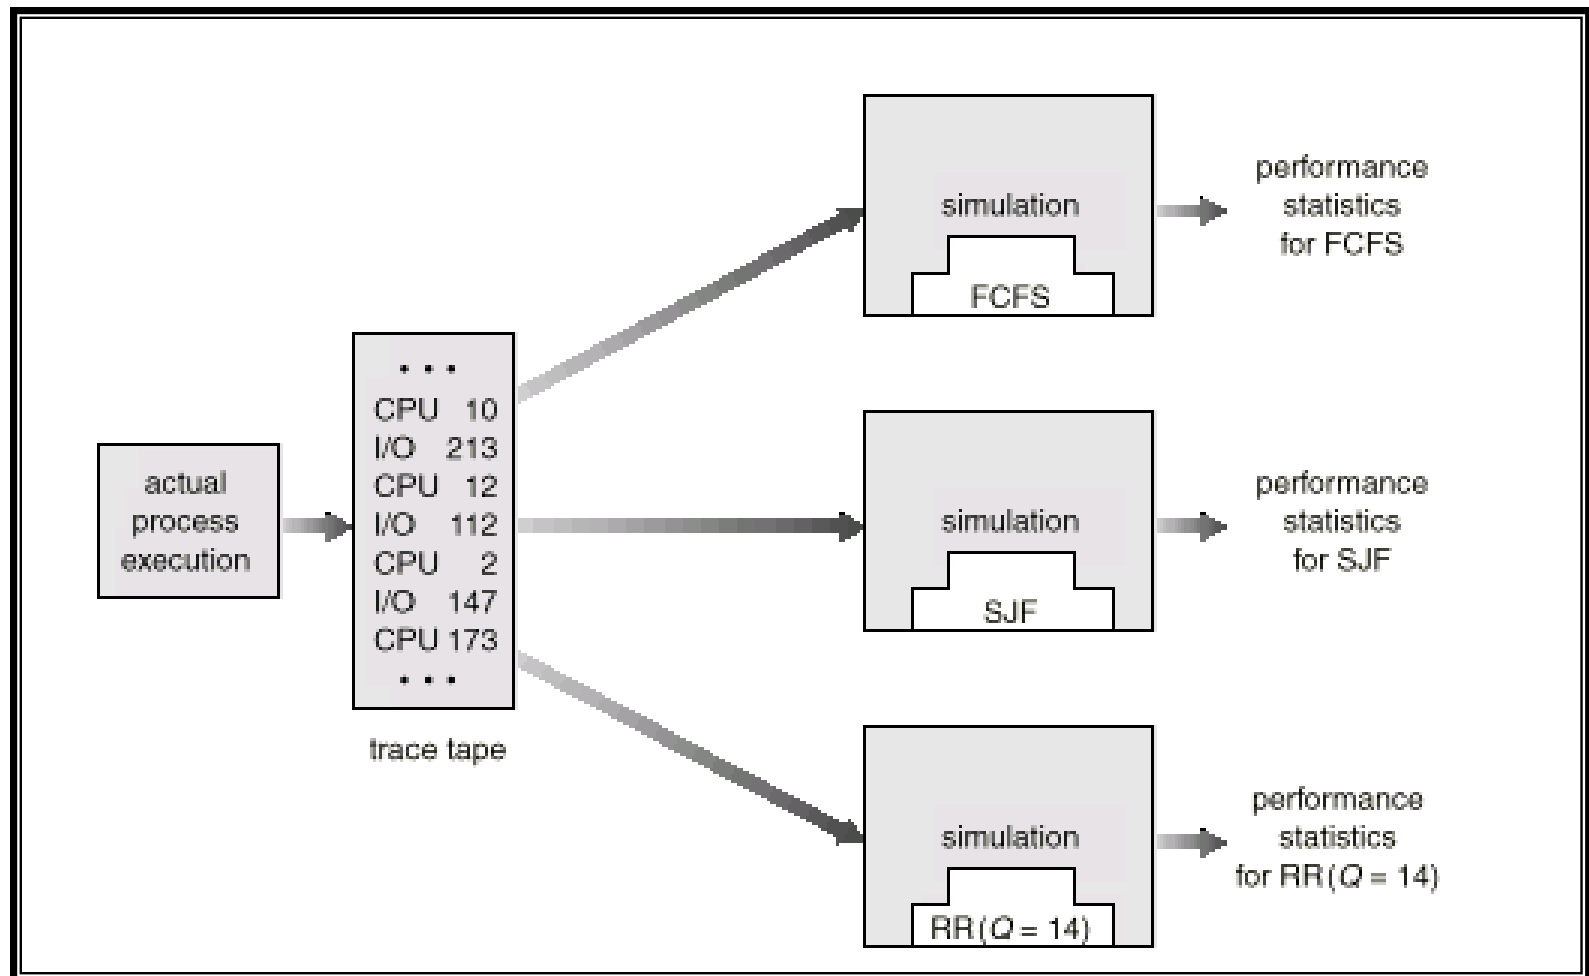 actual
process
execution
• • •
CPU 10
I/O 213
CPU 12
I/O 112
CPU 2
I/O 147
CPU 173
• • •
trace tape
simulation
FCFS
performance
statistics
for FCFS
simulation
SJF
performance
statistics
for SJF
simulation
RR(Q = 14)
performance
statistics
for RR(Q = 14)